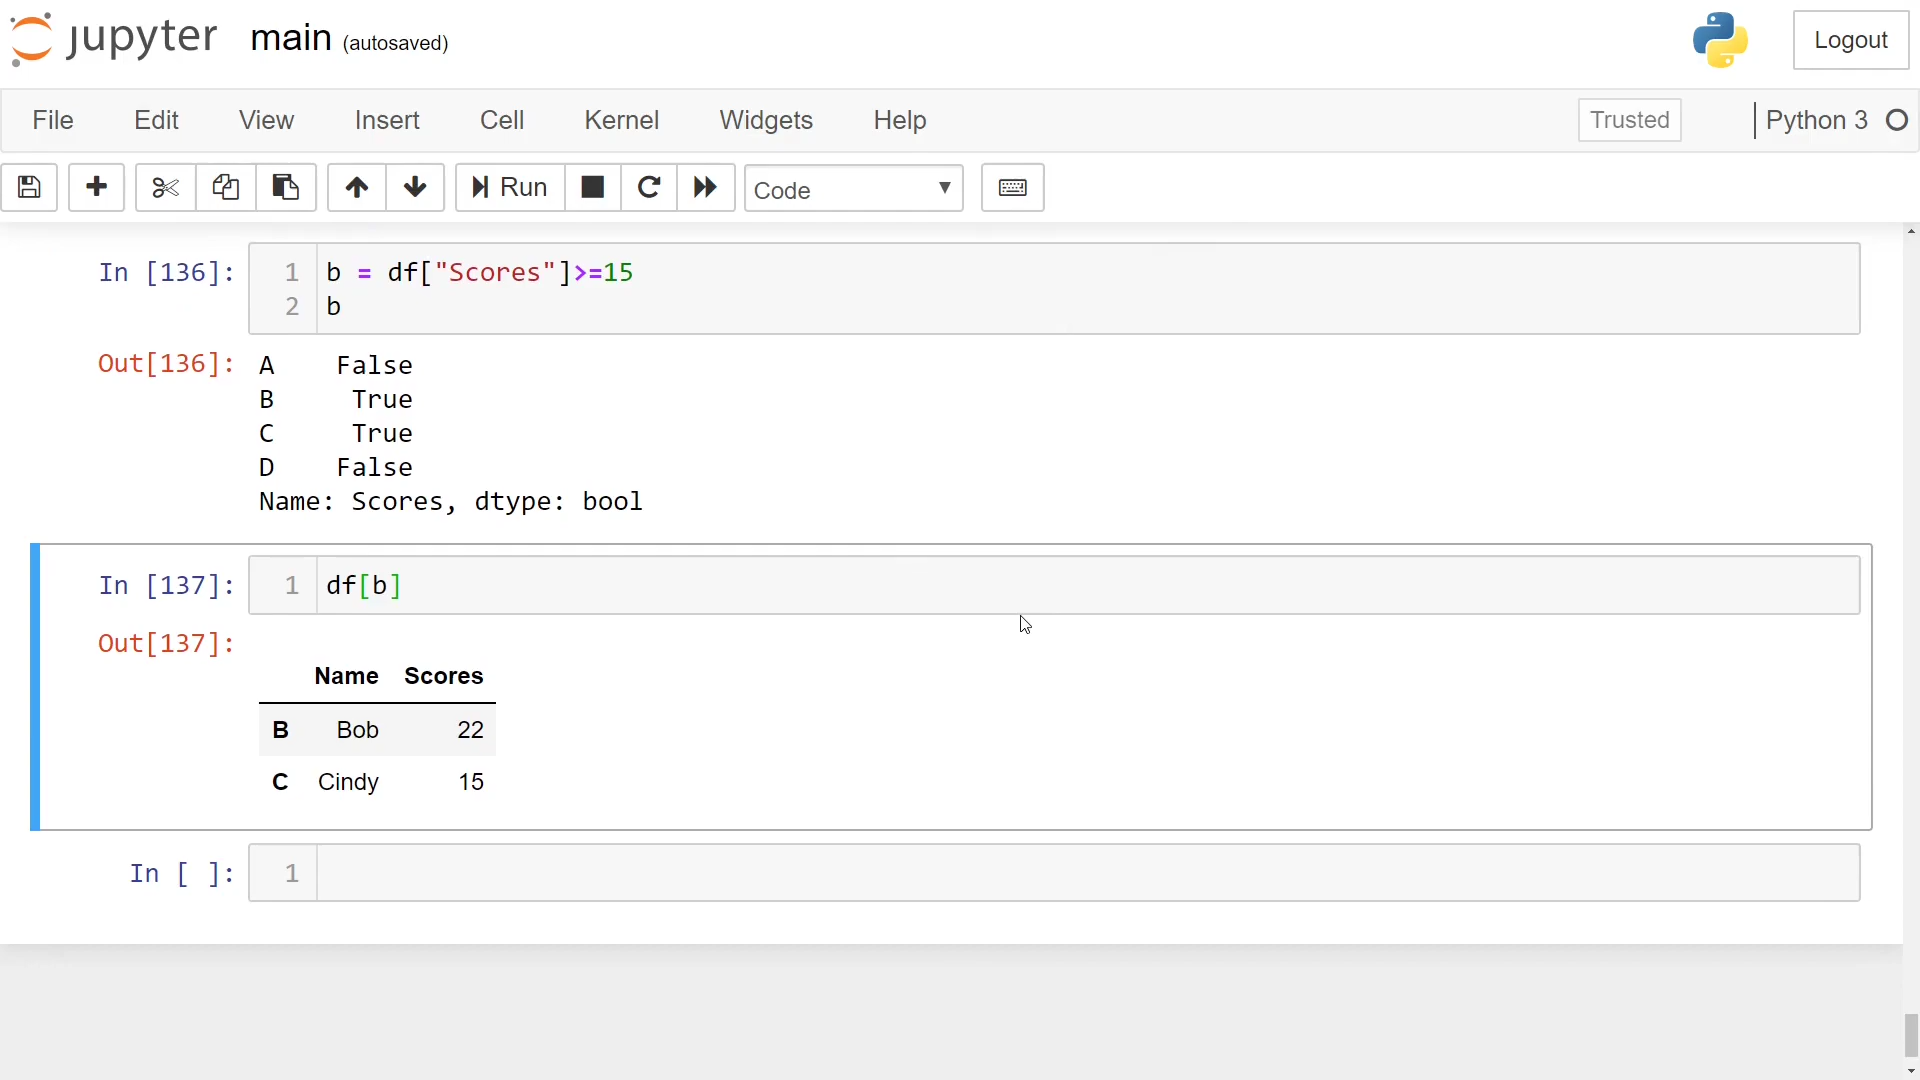 jupyter main (autosaved) Logout
File Edit View Insert Cell Kernel Widgets Help Trusted Python 3
Run Code
In [136]: 1 b = df["Scores"]>=15
2 b
Out[136]: A False
B True
C True
D False
Name: Scores, dtype: bool
In [137]: 1 df[b]
Out[137]:
Name Scores
B Bob 22
C Cindy 15
In [ ]: 1